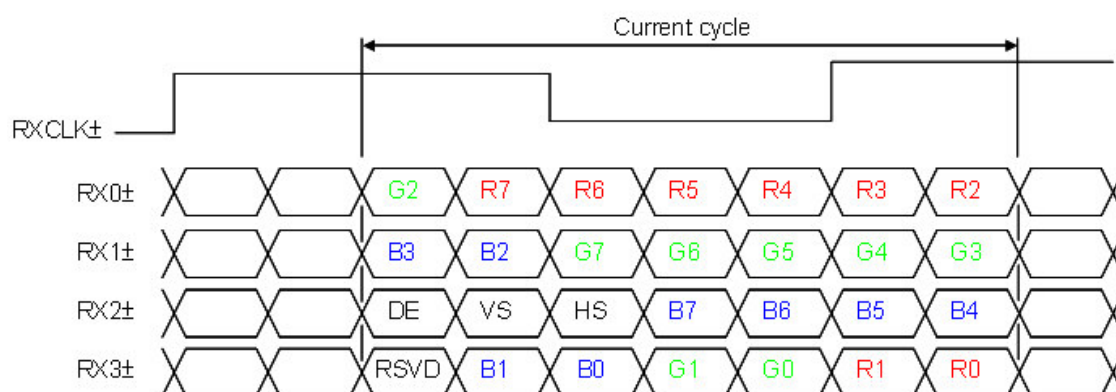 Current cycle
RXCLK±
RX0± G2 R7 R6 R5 R4 R3 R2
RX1± B3 B2 G7 G6 G5 G4 G3
RX2± DE VS HS B7 B6 B5 B4
RX3± RSVD B1 B0 G1 G0 R1 R0